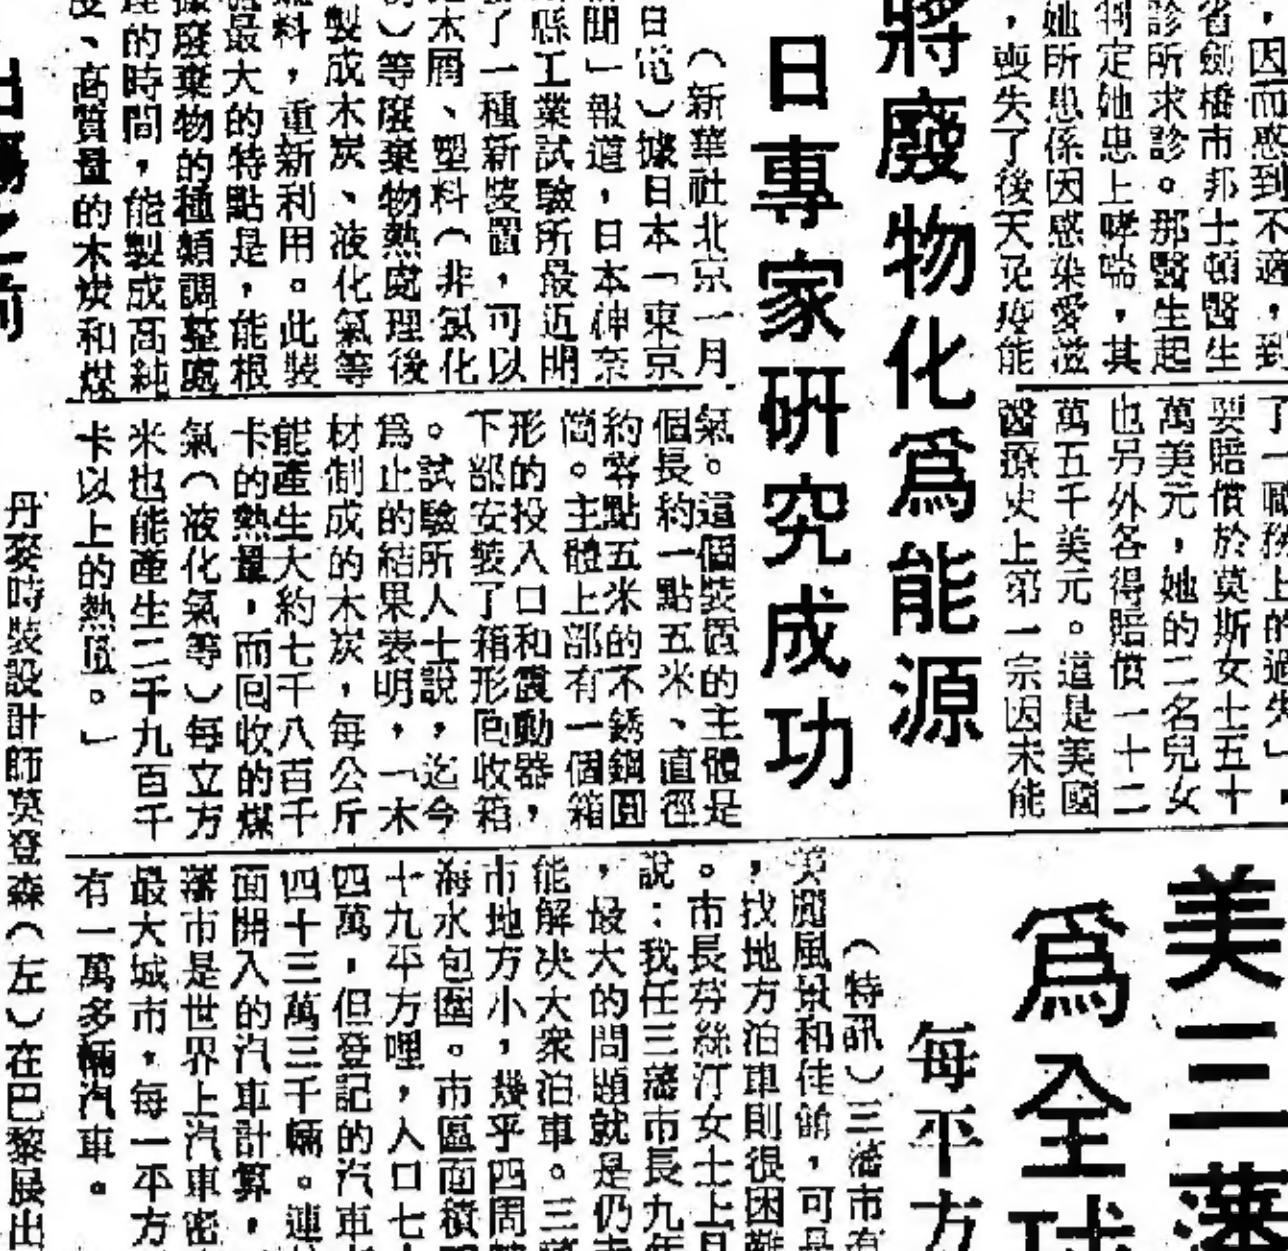 ，因而感到不適，到
省劍橋市邦士頓醫生
診所求診。那醫生起
判定她患上哮喘，其
她所患係因感染愛滋
，喪失了後天免疫能
了一職務上的過失」，
要賠償於莫斯女士五十
萬美元，她的二名兒女
也另外各得賠償一十二
萬五千美元。這是美國
醫療史上第一宗因未能
將廢物化爲能源
日專家研究成功
（新華社北京一月
日電）據日本「東京
聞」報道，日本神奈
縣工業試驗所最近開
了一種新裝置，可以
木屑、塑料（非氯化
）等廢棄物熱處理後
製成木炭、液化氣等
料，重新利用。此裝
最大的特點是，能根
據廢棄物的種類調整處
理的時間，能製成高純
度、高質量的木炭和煤
氣。這個裝置的主體是
個長約一點五米、直徑
約零點五米的不銹鋼圓
筒。主體上部有一個箱
形的投入口和震動器，
下部安裝了箱形回收箱
。試驗所人士說，迄今
爲止的結果表明，一木
材制成的木炭，每公斤
能產生大約七千八百千
卡的熱量，而回收的煤
氣（液化氣等）每立方
米也能產生二千九百千
卡以上的熱量。」
美三藩
爲全球
每平方
（特訊）三藩市有
美麗風景和佳餚，可是
，找地方泊車則很困難
。市長芬絲汀女士上月
說：我任三藩市長九年
，最大的問題就是仍未
能解决大衆泊車。三藩
市地方小，幾乎四周
海水包圍。市區面積
十九平方哩，人口七
四萬，但登記的汽車
四十三萬三千輛。連
面開入的汽車計算，
藩市是世界上汽車密
最大城市，每一平方
有一萬多輛汽車。
丹麥時裝設計師莫登森（左）在巴黎展出